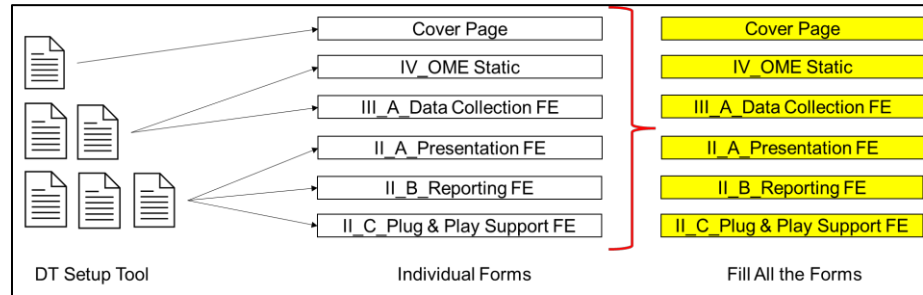 Cover Page
Cover Page
IV_OME Static
IV_OME Static
III_A_Data Collection FE
III_A_Data Collection FE
II_A_Presentation FE
II_A_Presentation FE
II_B_Reporting FE
II_B_Reporting FE
II_C_Plug & Play Support FE
II_C_Plug & Play Support FE
DT Setup Tool
Individual Forms
Fill All the Forms